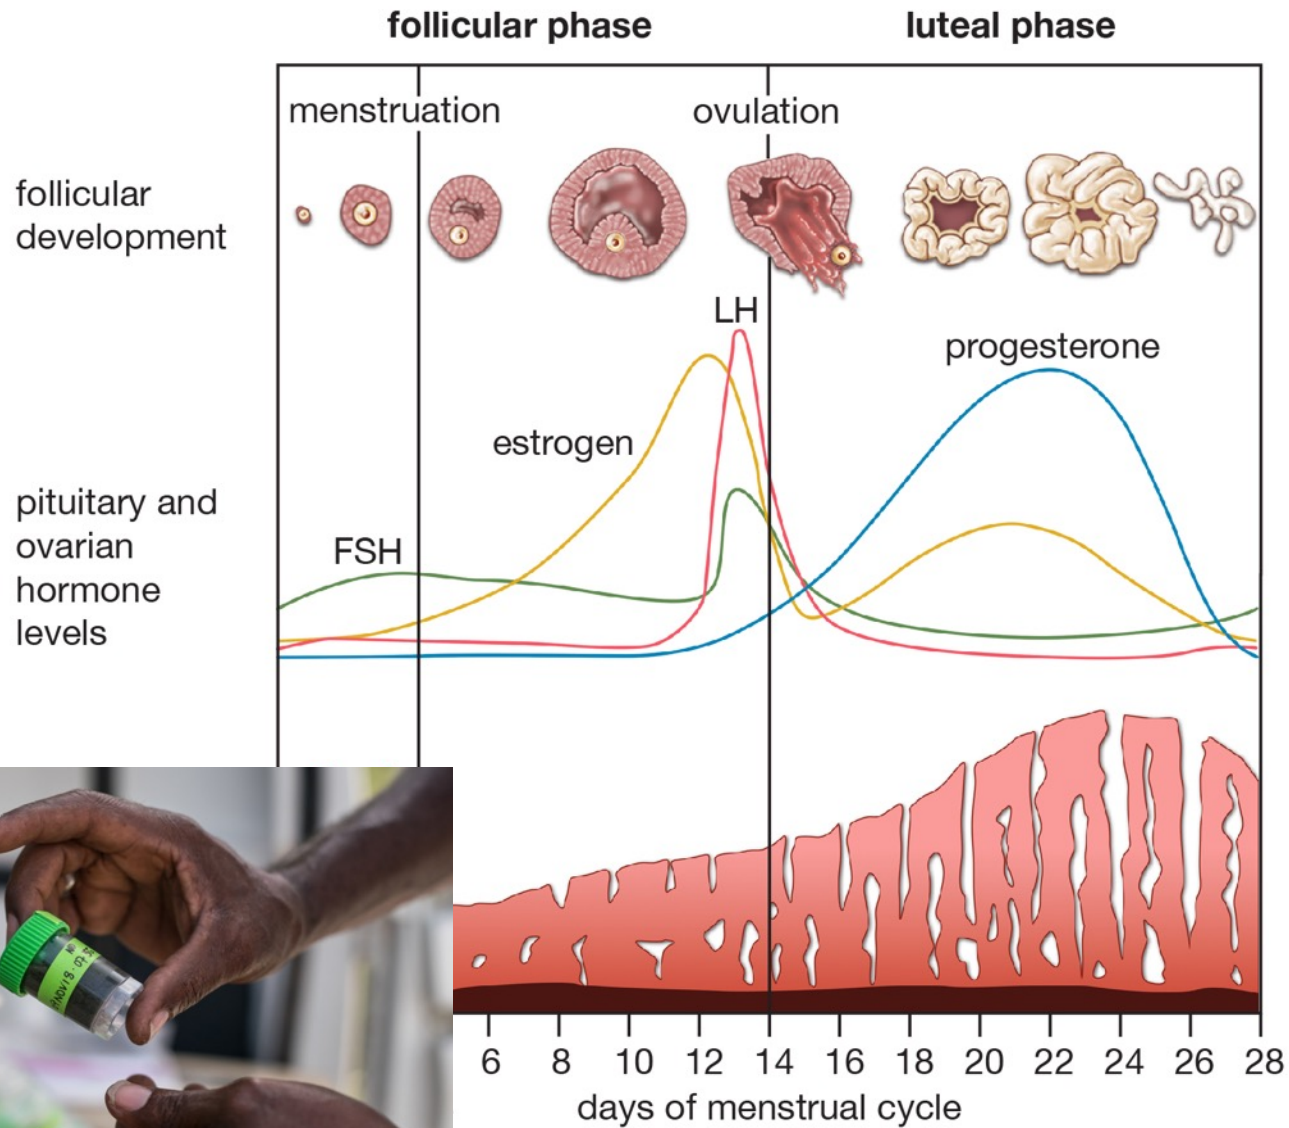 follicular phase
luteal phase
menstruation
ovulation
follicular
development
LH
progesterone
estrogen
pituitary and
ovarian
hormone
levels
FSH
6 8 10 12 14 16 18 20 22 24 26 28
days of menstrual cycle